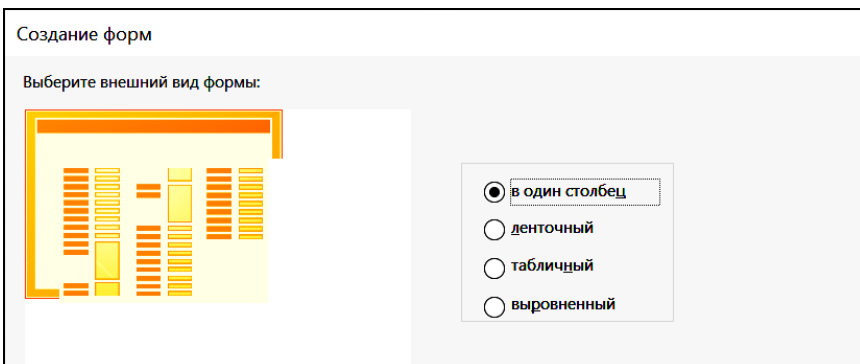 Создание форм
Выберите внешний вид формы:
в один столбец
ленточный
табличный
выровненный